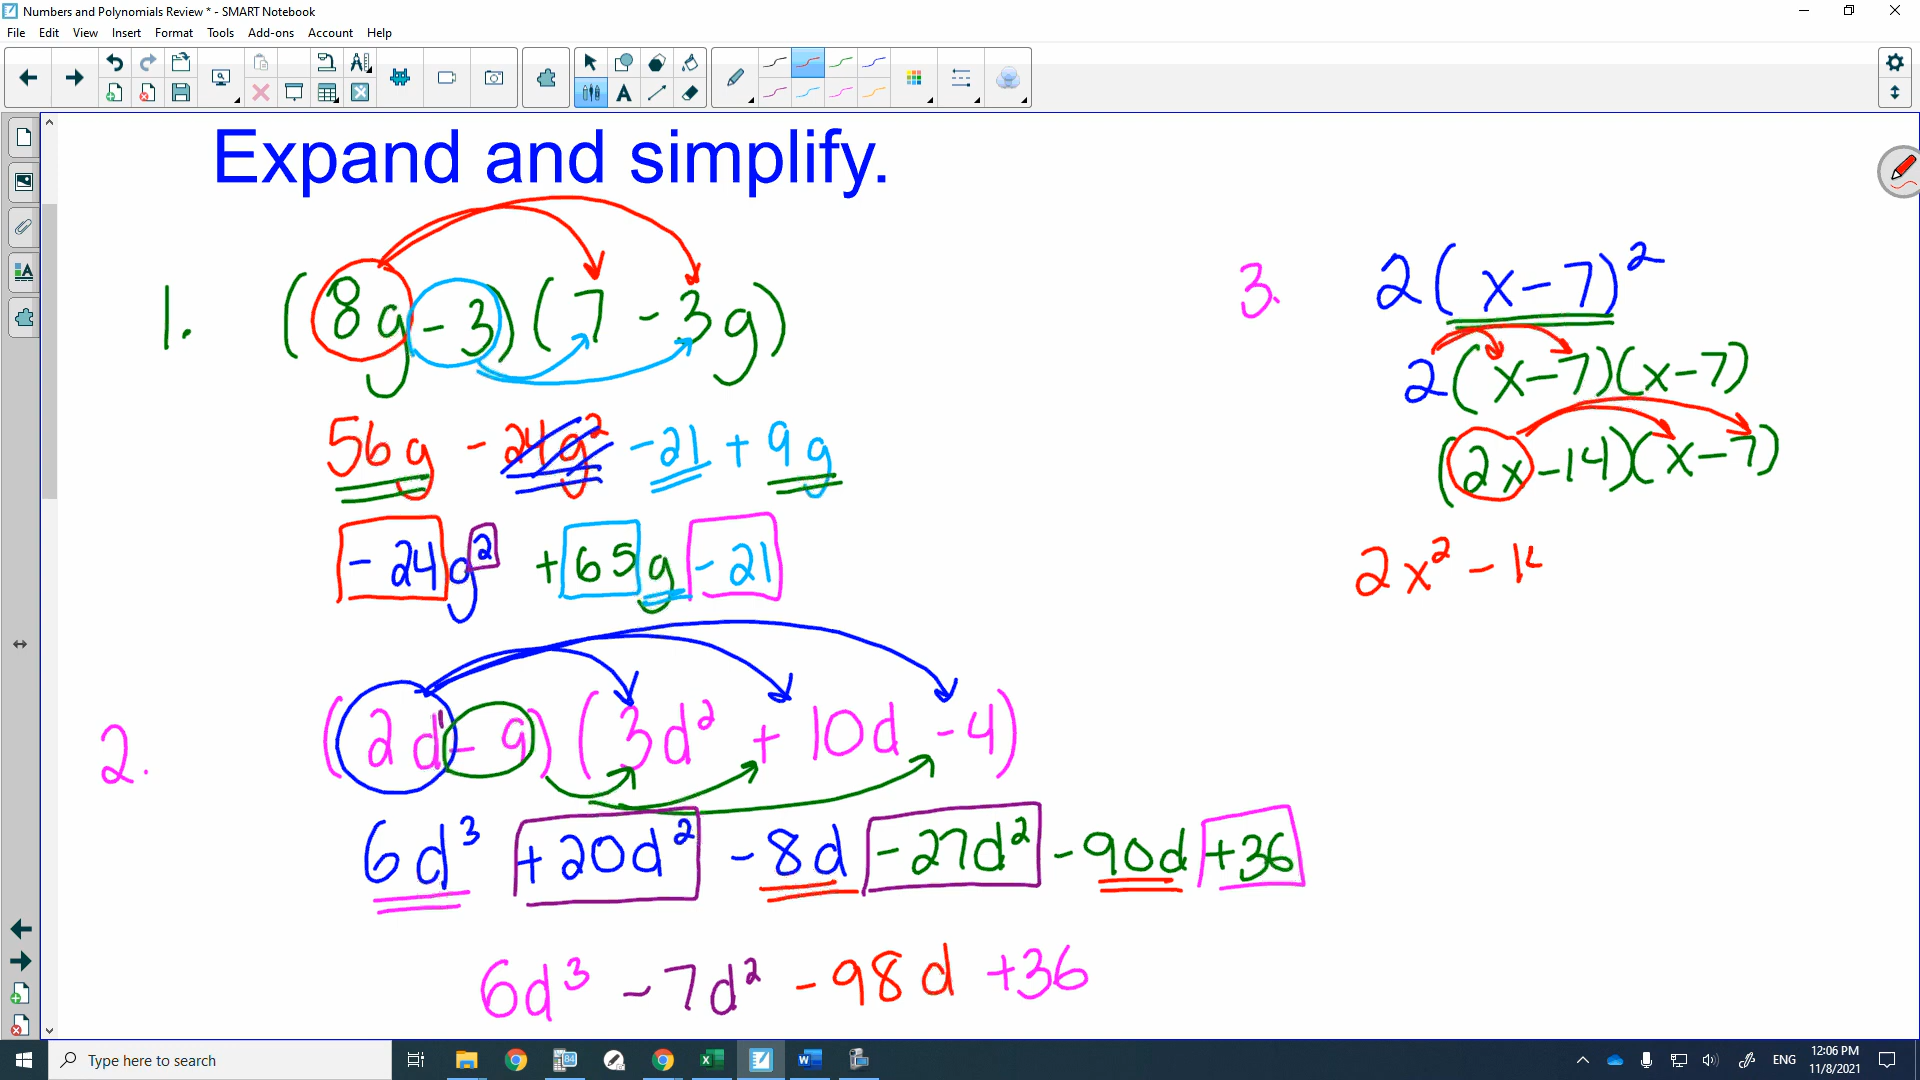 Numbers and Polynomials Review * - SMART Notebook
File Edit View Insert Format Tools Add-ons Account Help
Expand and simplify.
1. (8g - 3)(7 - 3g)
56g - 24g² - 21 + 9g
- 24g² + 65g - 21
2. (2d¹ - 9)(3d² + 10d - 4)
6d³ + 20d² - 8d - 27d² - 90d + 36
6d³ - 7d² - 98d + 36
3. 2(x - 7)²
2(x - 7)(x - 7)
(2x - 14)(x - 7)
2x² - 1
Type here to search
ENG
12:06 PM
11/8/2021